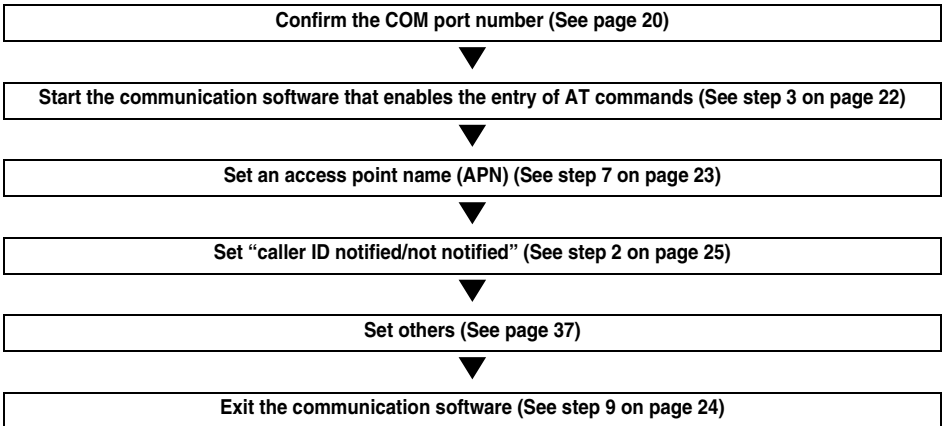 Confirm the COM port number (See page 20)
Start the communication software that enables the entry of AT commands (See step 3 on page 22)
Set an access point name (APN) (See step 7 on page 23)
Set “caller ID notified/not notified” (See step 2 on page 25)
Set others (See page 37)
Exit the communication software (See step 9 on page 24)